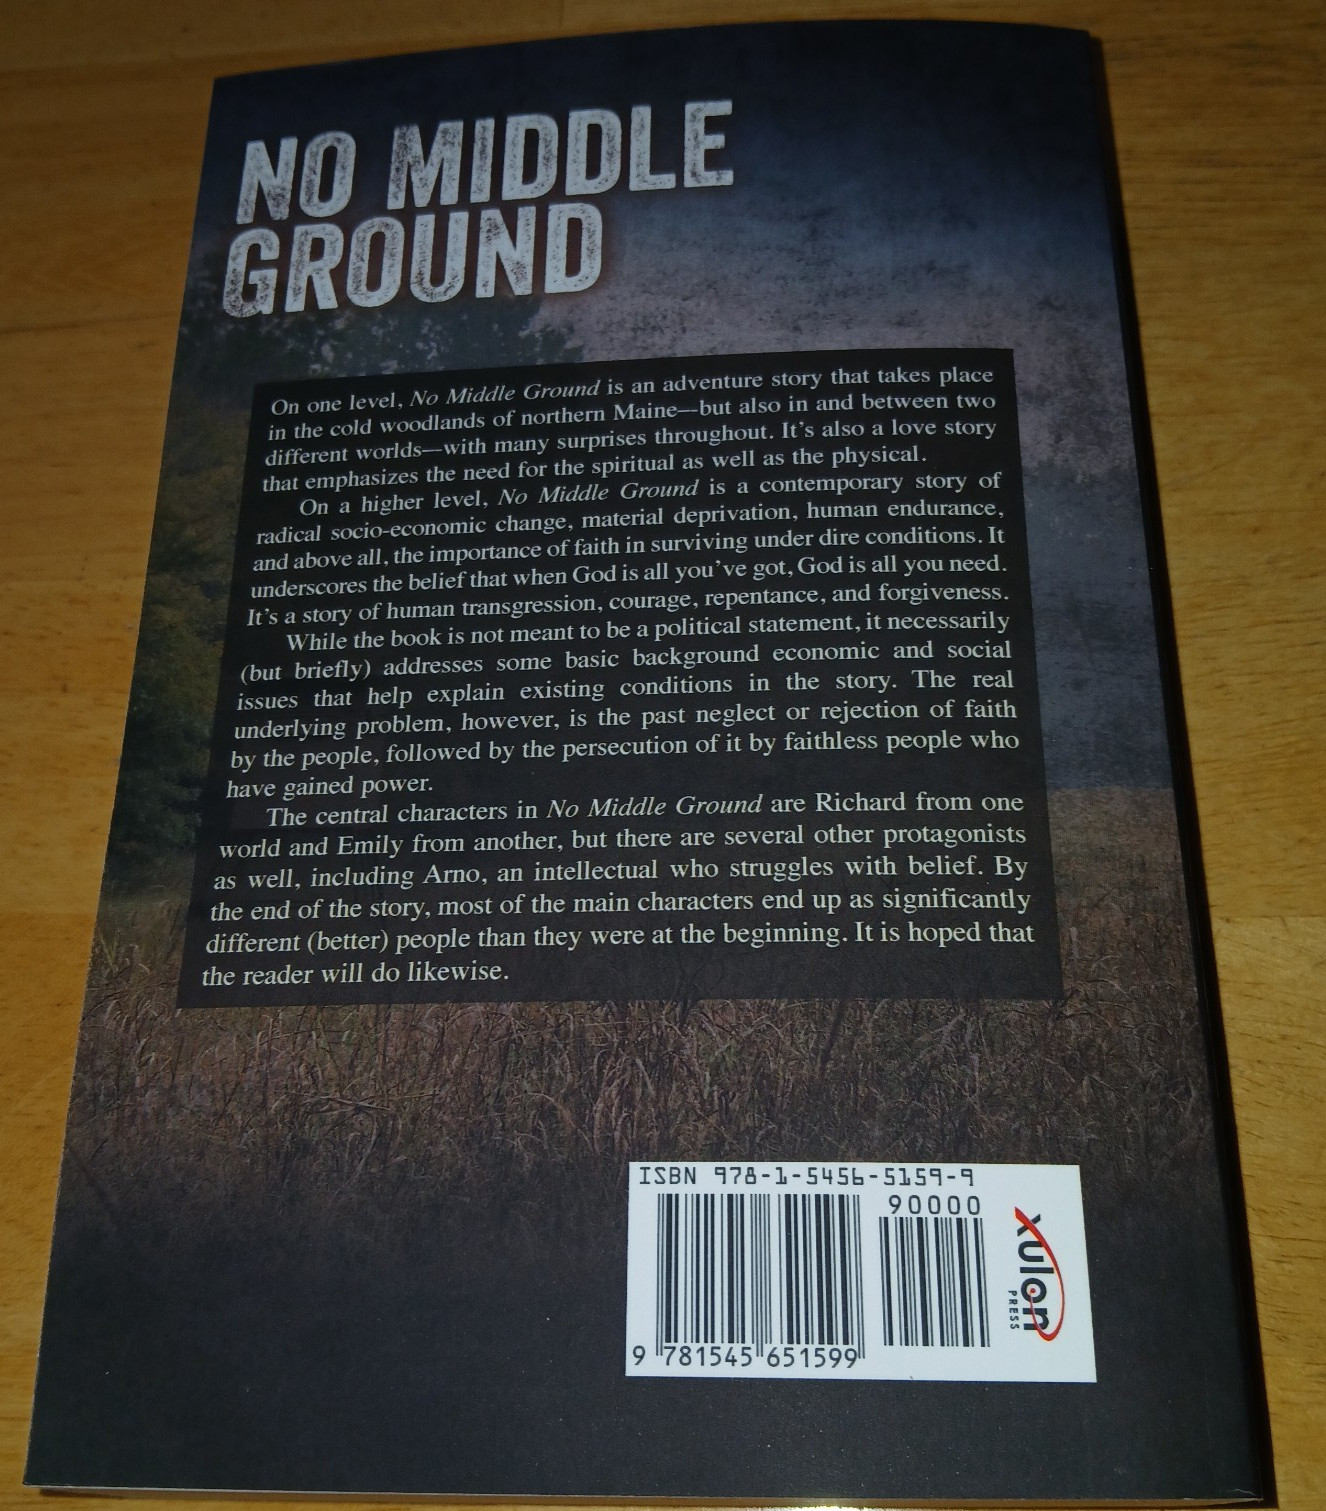 NO MIDDLE
GROUND
On one level, No Middle Ground is an adventure story that takes place
in the cold woodlands of northern Maine—but also in and between two
different worlds—with many surprises throughout. It's also a love story
that emphasizes the need for the spiritual as well as the physical.
On a higher level, No Middle Ground is a contemporary story of
radical socio-economic change, material deprivation, human endurance,
and above all, the importance of faith in surviving under dire conditions. It
underscores the belief that when God is all you've got, God is all you need.
It's a story of human transgression, courage, repentance, and forgiveness.
While the book is not meant to be a political statement, it necessarily
(but briefly) addresses some basic background economic and social
issues that help explain existing conditions in the story. The real
underlying problem, however, is the past neglect or rejection of faith
by the people, followed by the persecution of it by faithless people who
have gained power.
The central characters in No Middle Ground are Richard from one
world and Emily from another, but there are several other protagonists
as well, including Arno, an intellectual who struggles with belief. By
the end of the story, most of the main characters end up as significantly
different (better) people than they were at the beginning. It is hoped that
the reader will do likewise.
ISBN 978-1-5456-5159-9
90000
9 781545 651599
xulon
PRESS